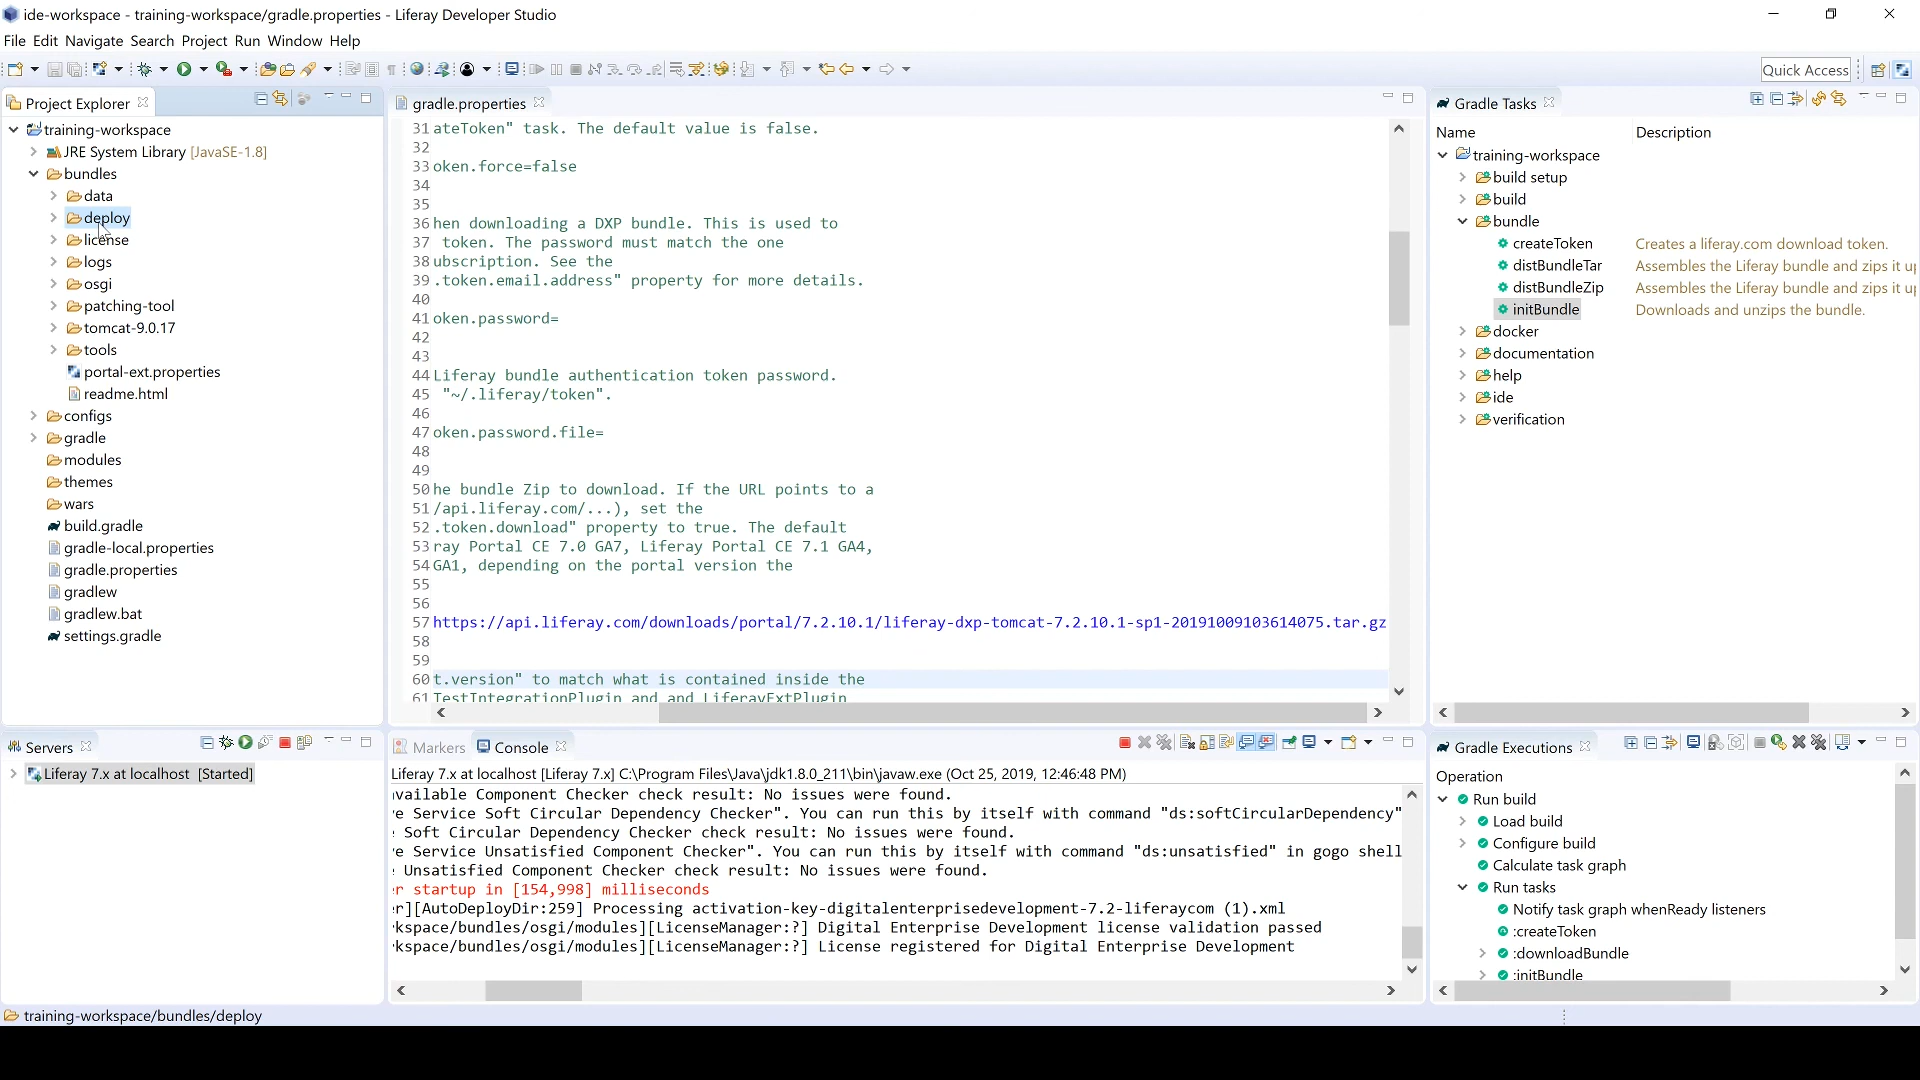 ide-workspace - training-workspace/gradle.properties - Liferay Developer Studio
File Edit Navigate Search Project Run Window Help
Quick Access
Project Explorer
training-workspace
JRE System Library [JavaSE-1.8]
bundles
data
deploy
license
logs
osgi
patching-tool
tomcat-9.0.17
tools
portal-ext.properties
readme.html
configs
gradle
modules
themes
wars
build.gradle
gradle-local.properties
gradle.properties
gradlew
gradlew.bat
settings.gradle
gradle.properties
31 ateToken" task. The default value is false.
32
33 oken.force=false
34
35
36 hen downloading a DXP bundle. This is used to
37 token. The password must match the one
38 ubscription. See the
39 .token.email.address" property for more details.
40
41 oken.password=
42
43
44 Liferay bundle authentication token password.
45 "~/.liferay/token".
46
47 oken.password.file=
48
49
50 he bundle Zip to download. If the URL points to a
51 /api.liferay.com/...), set the
52 .token.download" property to true. The default
53 ray Portal CE 7.0 GA7, Liferay Portal CE 7.1 GA4,
54 GA1, depending on the portal version the
55
56
57 https://api.liferay.com/downloads/portal/7.2.10.1/liferay-dxp-tomcat-7.2.10.1-sp1-20191009103614075.tar.gz
58
59
60 t.version" to match what is contained inside the
61 TestIntegrationPlugin and and LiferayExtPlugin
Gradle Tasks
Name Description
training-workspace
build setup
build
bundle
createToken Creates a liferay.com download token.
distBundleTar Assembles the Liferay bundle and zips it up
distBundleZip Assembles the Liferay bundle and zips it up
initBundle Downloads and unzips the bundle.
docker
documentation
help
ide
verification
Servers
Liferay 7.x at localhost [Started]
Markers Console
Liferay 7.x at localhost [Liferay 7.x] C:\Program Files\Java\jdk1.8.0_211\bin\javaw.exe (Oct 25, 2019, 12:46:48 PM)
vailable Component Checker check result: No issues were found.
e Service Soft Circular Dependency Checker". You can run this by itself with command "ds:softCircularDependency"
Soft Circular Dependency Checker check result: No issues were found.
e Service Unsatisfied Component Checker". You can run this by itself with command "ds:unsatisfied" in gogo shell
Unsatisfied Component Checker check result: No issues were found.
r startup in [154,998] milliseconds
r][AutoDeployDir:259] Processing activation-key-digitalenterprisedevelopment-7.2-liferaycom (1).xml
kspace/bundles/osgi/modules][LicenseManager:?] Digital Enterprise Development license validation passed
kspace/bundles/osgi/modules][LicenseManager:?] License registered for Digital Enterprise Development
Gradle Executions
Operation
Run build
Load build
Configure build
Calculate task graph
Run tasks
Notify task graph whenReady listeners
:createToken
:downloadBundle
:initBundle
training-workspace/bundles/deploy